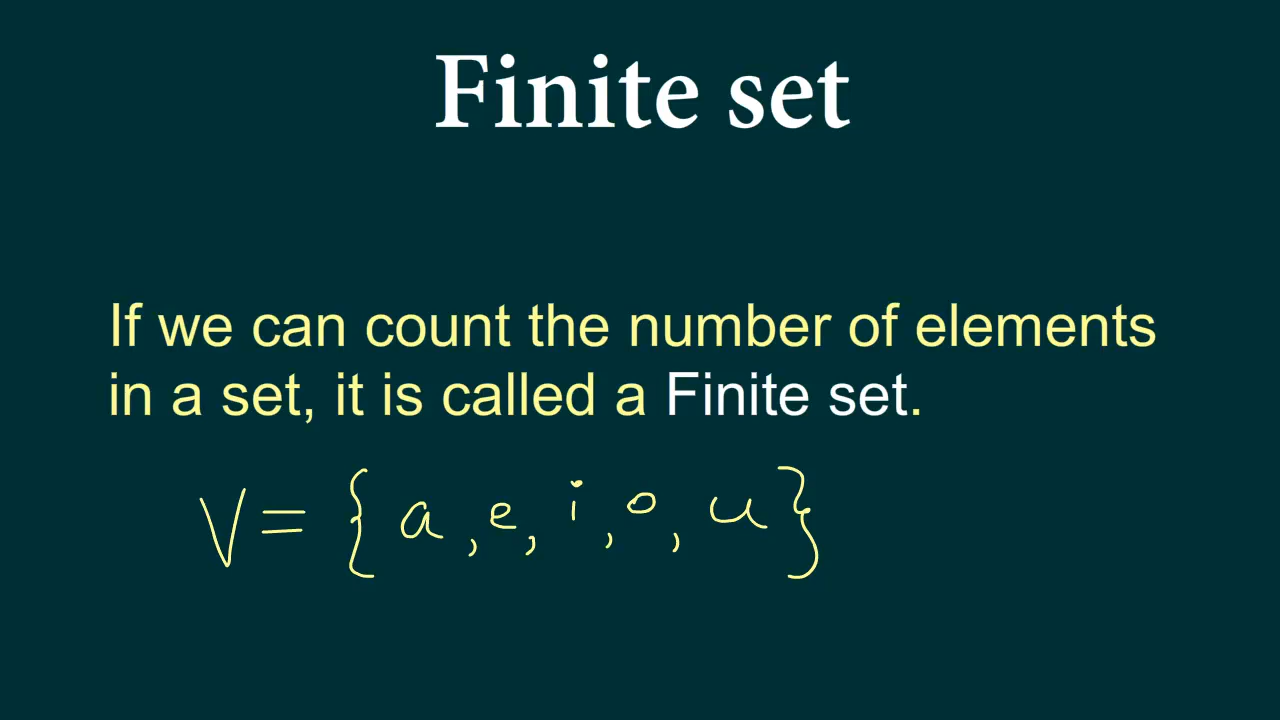 Finite set
If we can count the number of elements
in a set, it is called a Finite set.
V = { a, e, i, o, u }